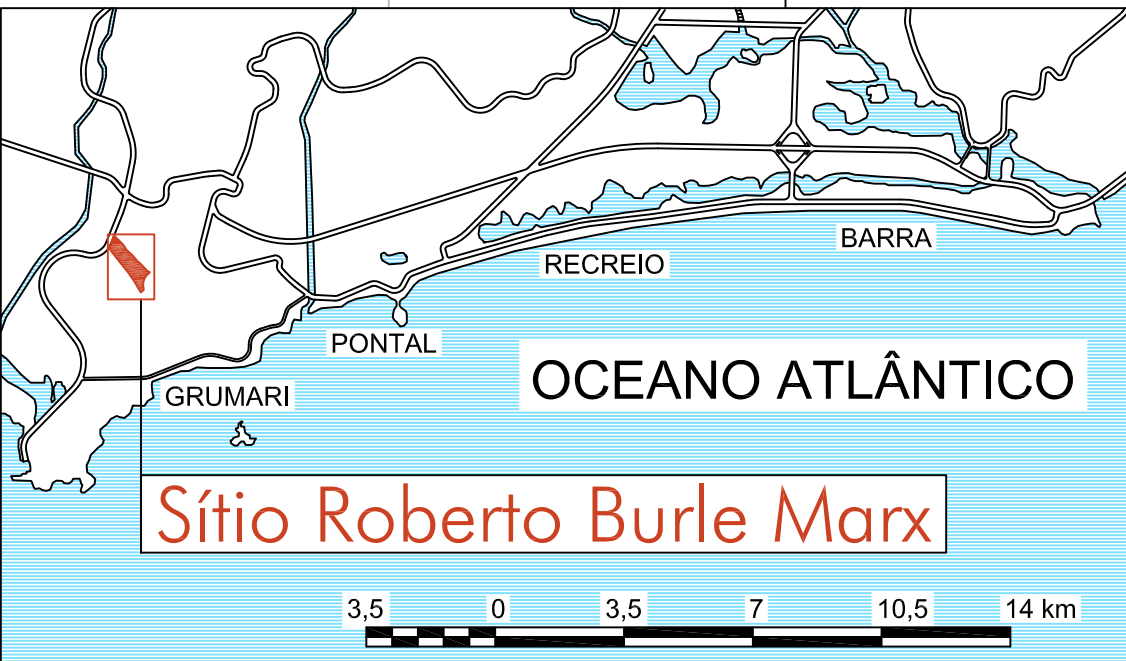 BARRA
RECREIO
PONTAL
OCEANO ATLÂNTICO
GRUMARI
Sítio Roberto Burle Marx
3,5 0 3,5 7 10,5 14 km